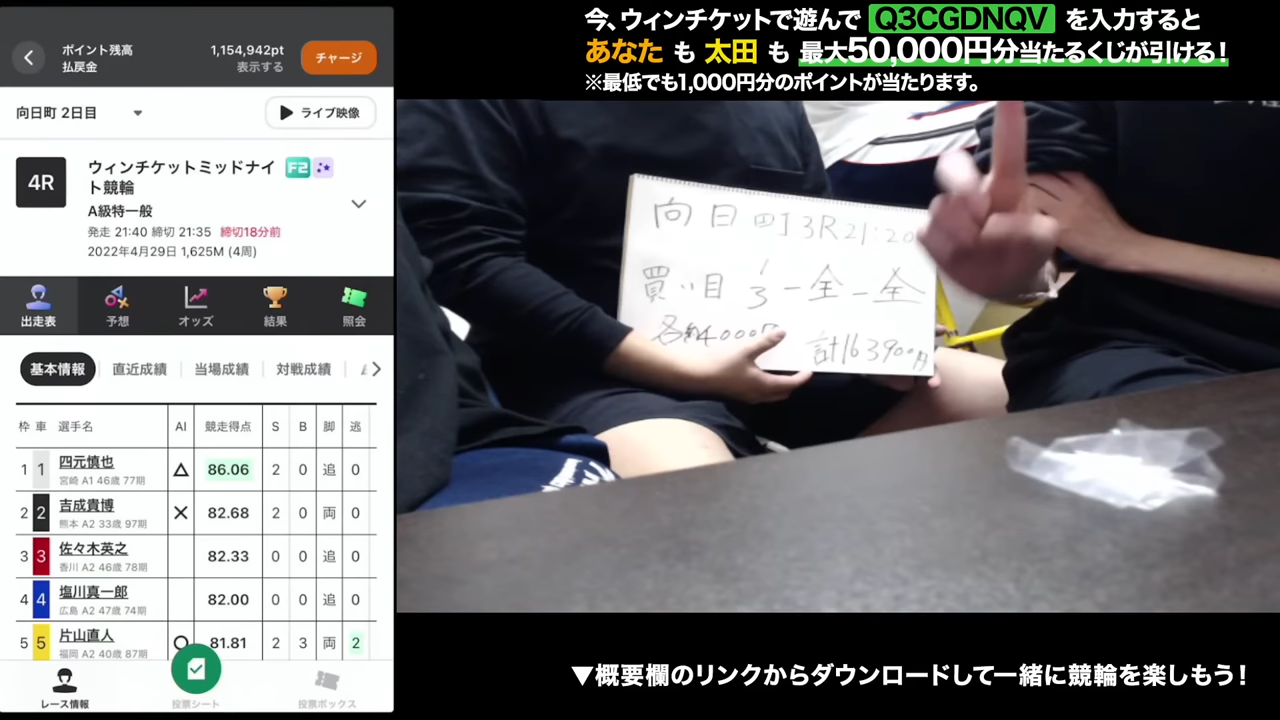 今、ウィンチケットで遊んで Q3CGDNQV を入力すると
あなた も 太田 も 最大50,000円分当たるくじが引ける！
※最低でも1,000円分のポイントが当たります。
ポイント残高 1,154,942pt チャージ
払戻金 表示する
向日町 2日目 ライブ映像
4R
ウィンチケットミッドナイ F2
ト競輪
A級特一般
発走 21:40 締切 21:35 締切18分前
2022年4月29日 1,625M (4周)
出走表 予想 オッズ 結果 照会
基本情報 直近成績 当場成績 対戦成績
枠 車 選手名 AI 競走得点 S B 脚 逃
1 1 四元慎也 △ 86.06 2 0 追 0
宮崎 A1 46歳 77期
2 2 吉成貴博 × 82.68 2 0 両 0
熊本 A2 33歳 97期
3 3 佐々木英之 82.33 0 0 追 0
香川 A2 46歳 78期
4 4 塩川真一郎 82.00 0 0 追 0
広島 A2 47歳 74期
5 5 片山直人 ○ 81.81 2 3 両 2
福岡 A2 40歳 87期
レース情報 投票シート 投票ボックス
向日町 3R 21:20
買い目 1/3 - 全 - 全
各約4000円
計163900円
▼概要欄のリンクからダウンロードして一緒に競輪を楽しもう！